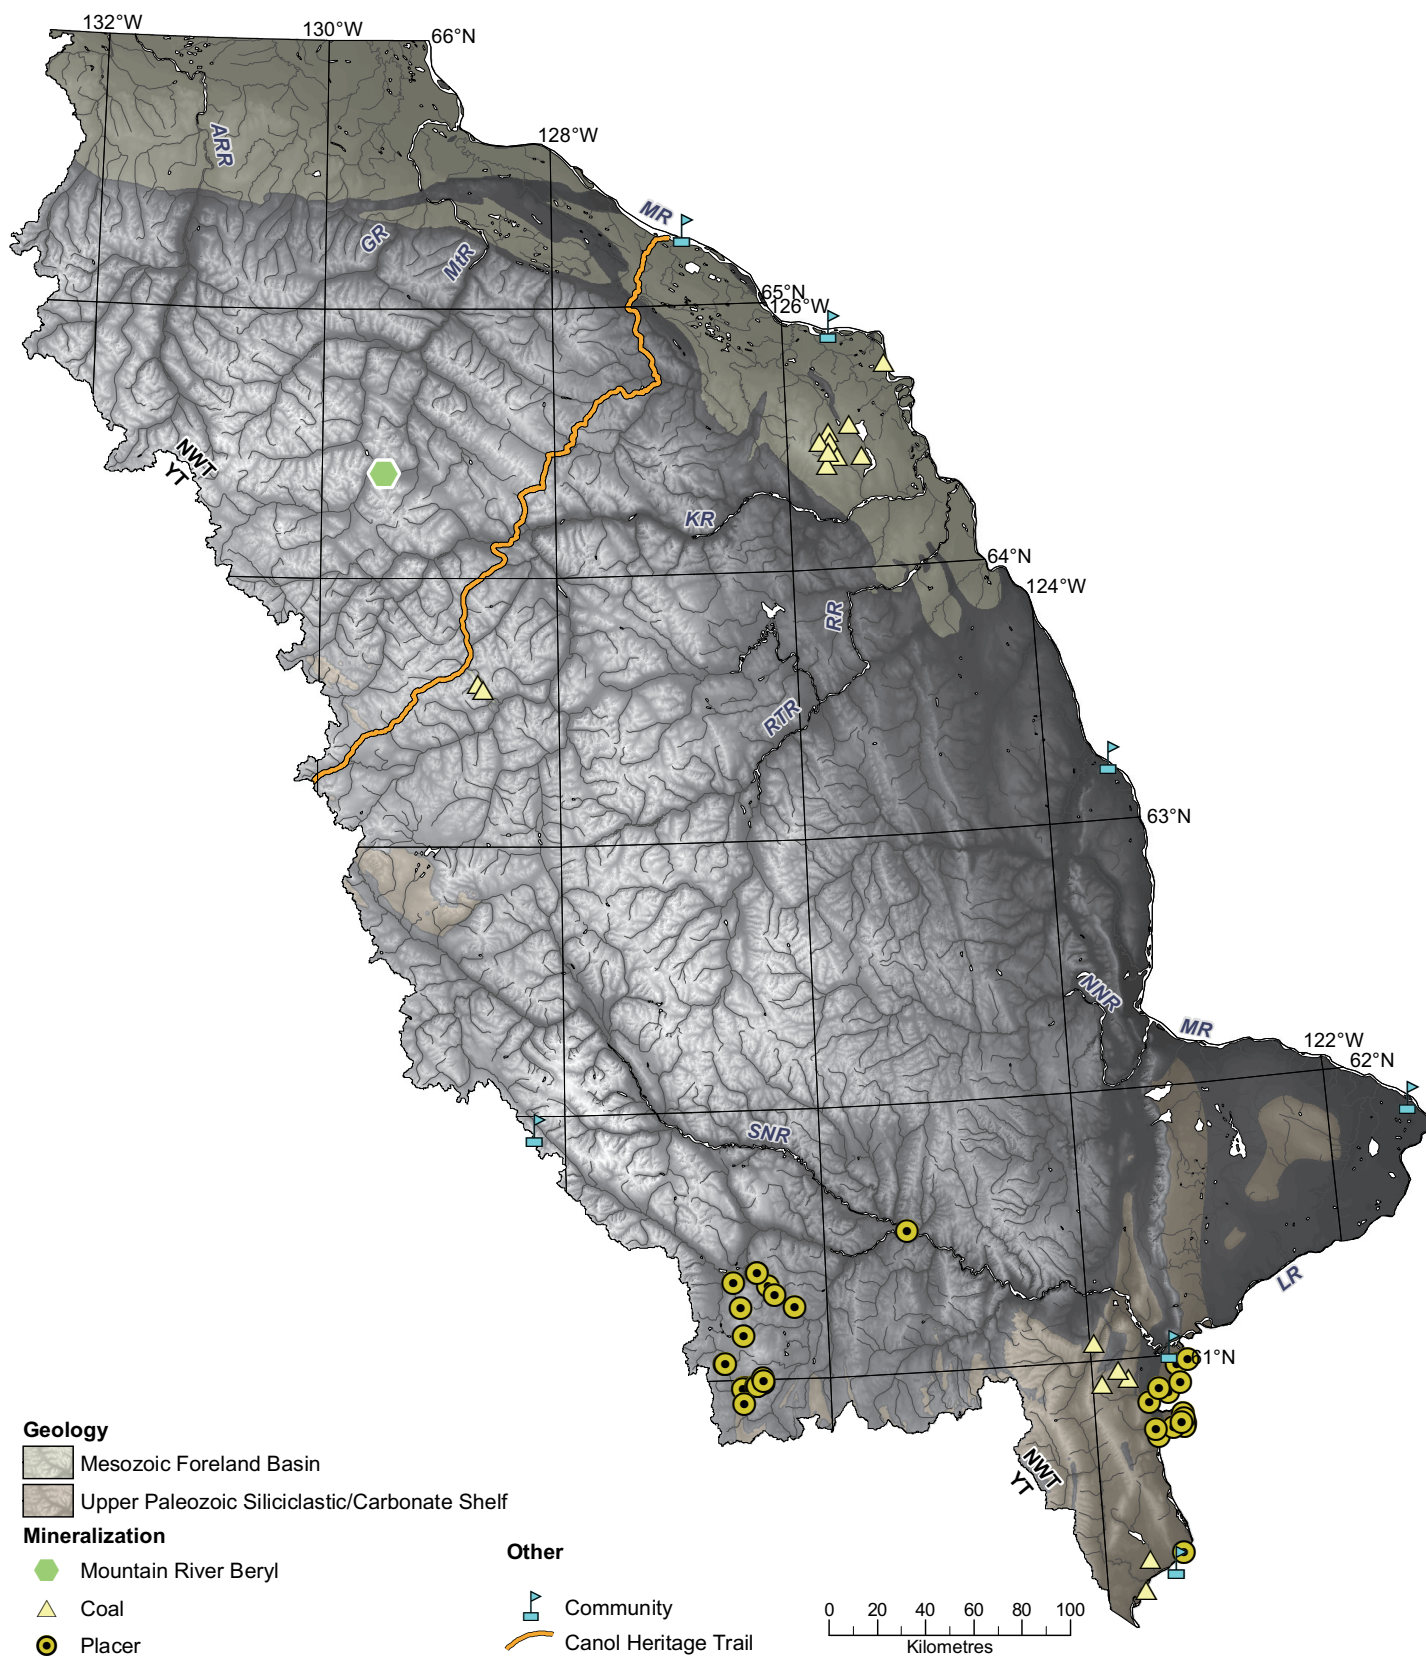 132°W
130°W
66°N
128°W
ARR
MR
GR
MtR
65°N
126°W
NWT
YT
KR
64°N
124°W
RR
RTR
63°N
NNR
MR
122°W
62°N
SNR
LR
61°N
NWT
YT
Geology
Mesozoic Foreland Basin
Upper Paleozoic Siliciclastic/Carbonate Shelf
Mineralization
Mountain River Beryl
Coal
Placer
Other
Community
Canol Heritage Trail
0 20 40 60 80 100
Kilometres